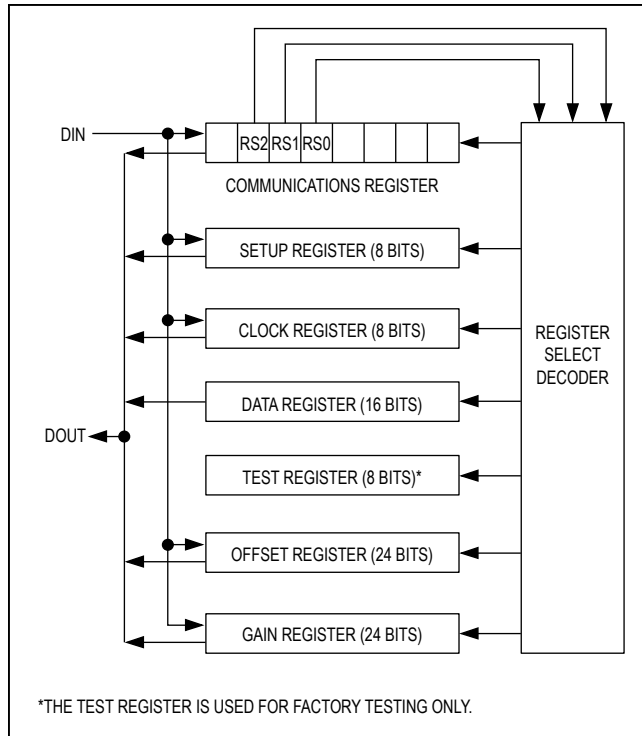 DIN
RS2 RS1 RS0
COMMUNICATIONS REGISTER
SETUP REGISTER (8 BITS)
CLOCK REGISTER (8 BITS)
REGISTER
SELECT
DECODER
DATA REGISTER (16 BITS)
DOUT
TEST REGISTER (8 BITS)*
OFFSET REGISTER (24 BITS)
GAIN REGISTER (24 BITS)
*THE TEST REGISTER IS USED FOR FACTORY TESTING ONLY.